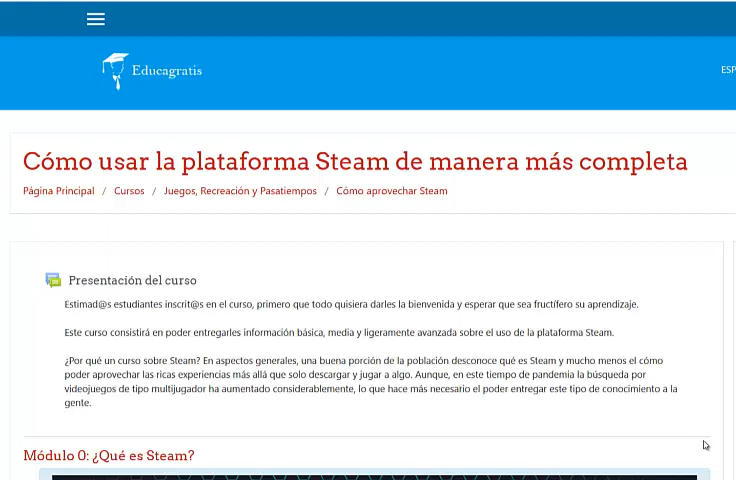 Educagratis
ESP
Cómo usar la plataforma Steam de manera más completa
Página Principal / Cursos / Juegos, Recreación y Pasatiempos / Cómo aprovechar Steam
Presentación del curso
Estimad@s estudiantes inscrit@s en el curso, primero que todo quisiera darles la bienvenida y esperar que sea fructífero su aprendizaje.
Este curso consistirá en poder entregarles información básica, media y ligeramente avanzada sobre el uso de la plataforma Steam.
¿Por qué un curso sobre Steam? En aspectos generales, una buena porción de la población desconoce qué es Steam y mucho menos el cómo
poder aprovechar las ricas experiencias más allá que solo descargar y jugar a algo. Aunque, en este tiempo de pandemia la búsqueda por
videojuegos de tipo multijugador ha aumentado considerablemente, lo que hace más necesario el poder entregar este tipo de conocimiento a la
gente.
Módulo 0: ¿Qué es Steam?